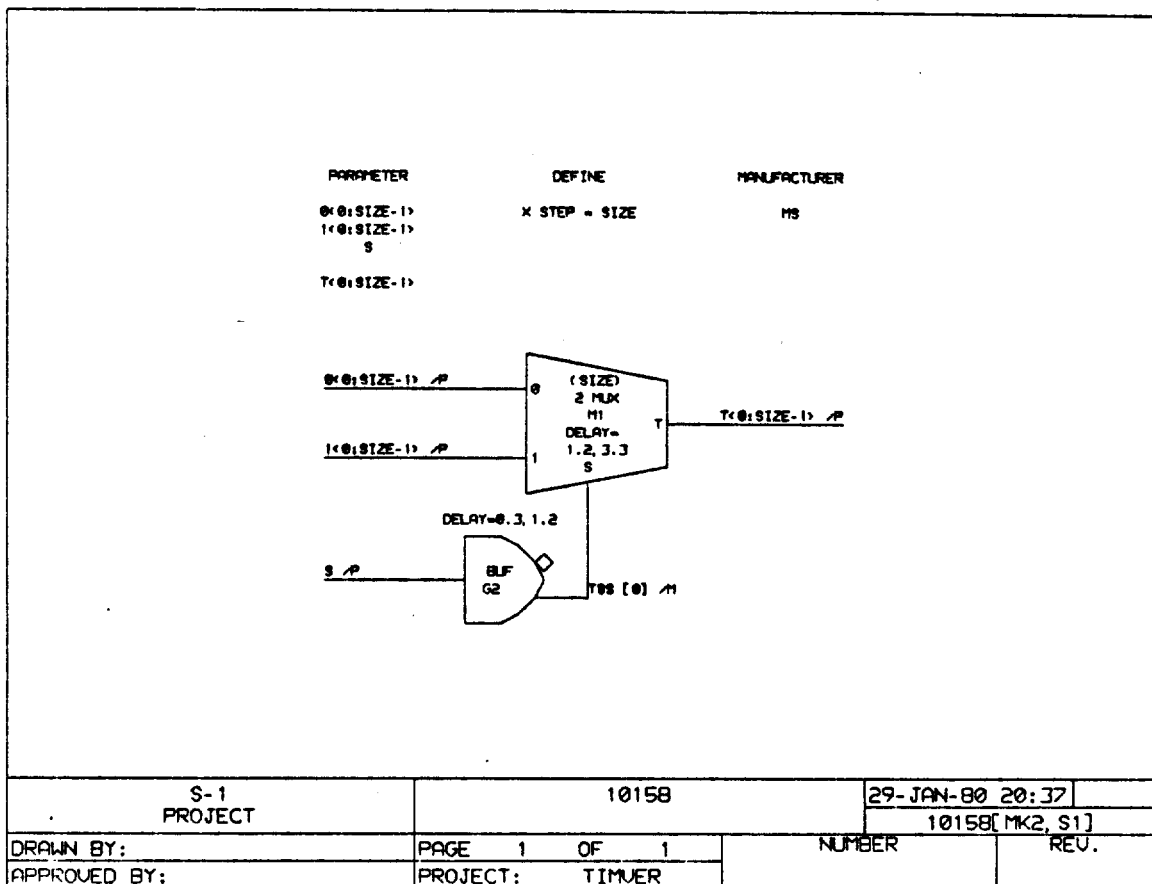 PARAMETER DEFINE MANUFACTURER
0<0:SIZE-1> X STEP = SIZE MS
1<0:SIZE-1>
S
T<0:SIZE-1>
0<0:SIZE-1> /P
(SIZE)
0
2 MUX
M1
T
T<0:SIZE-1> /P
DELAY=
1<0:SIZE-1> /P
1
1.2,3.3
S
DELAY=0.3,1.2
S /P
BUF
G2
[0] /M
S-1
PROJECT
10158
29-JAN-80 20:37
10158[MK2,S1]
DRAWN BY:
PAGE 1 OF 1
NUMBER
REV.
APPROVED BY:
PROJECT: TIMVER